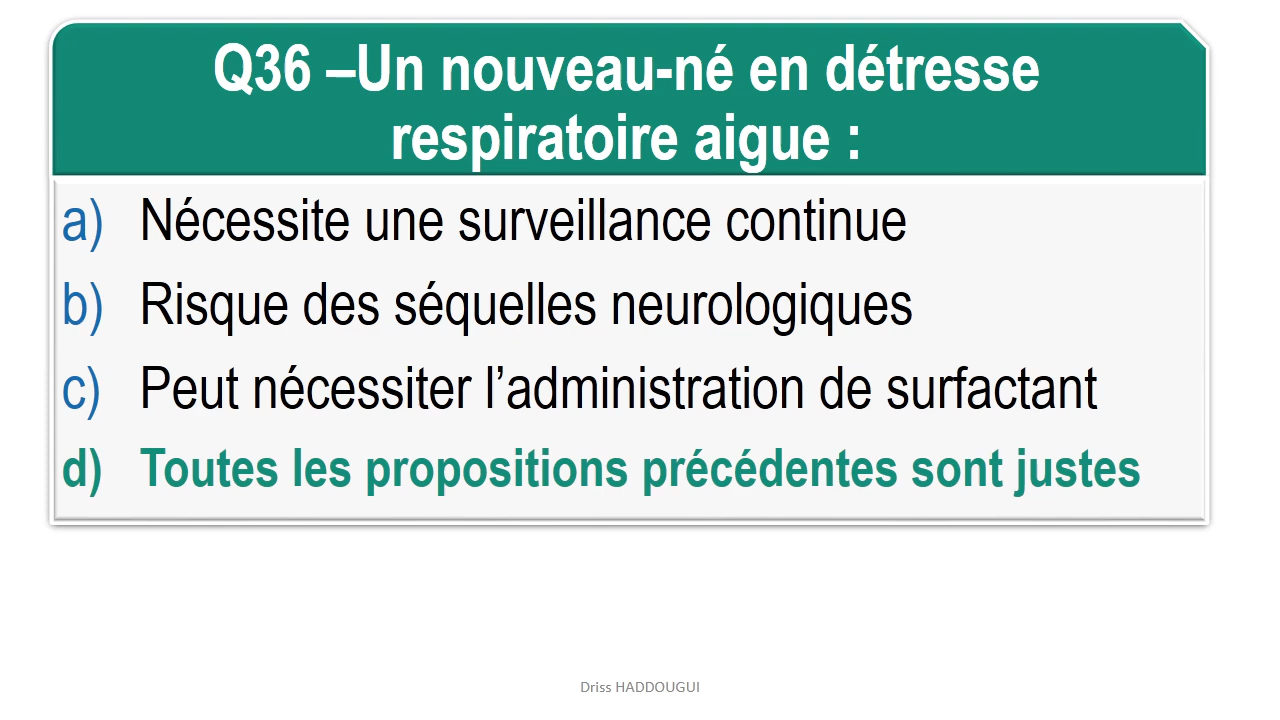 Q36 –Un nouveau-né en détresse
respiratoire aigue :
a) Nécessite une surveillance continue
b) Risque des séquelles neurologiques
c) Peut nécessiter l’administration de surfactant
d) Toutes les propositions précédentes sont justes
Driss HADDOUGUI